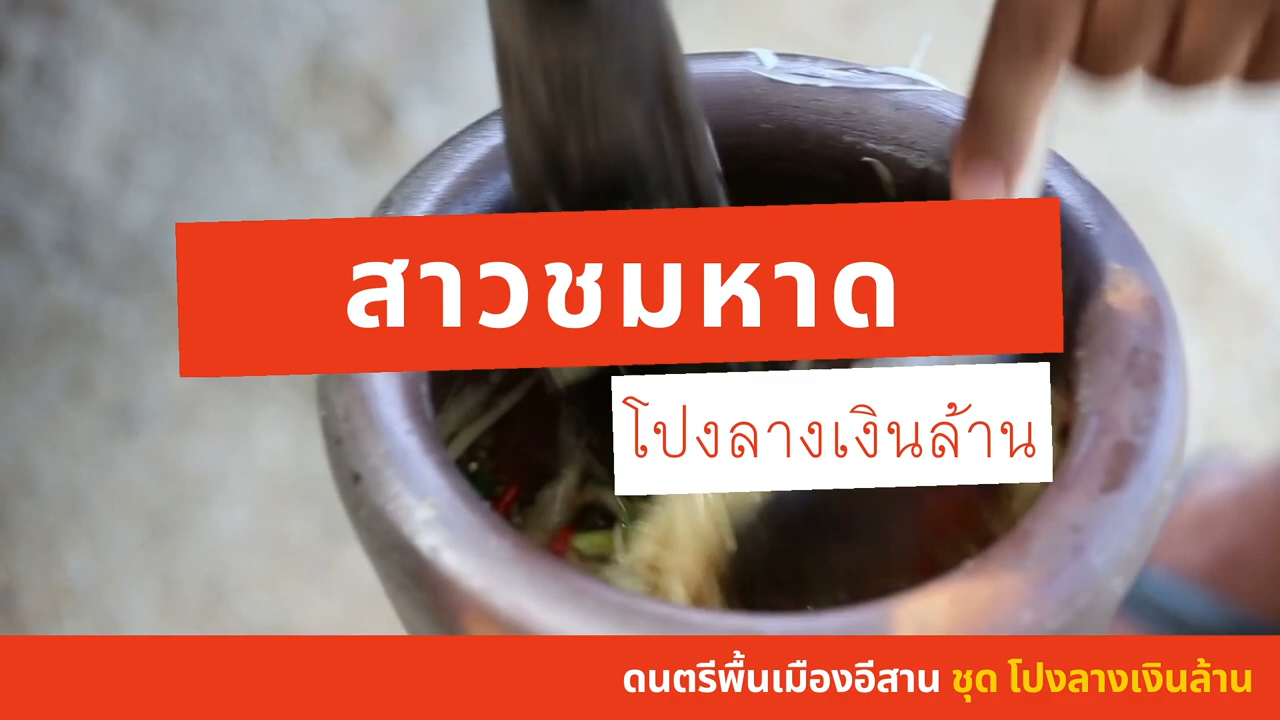 สาวชมหาด
โปงลางเงินล้าน
ดนตรีพื้นเมืองอีสาน ชุด โปงลางเงินล้าน